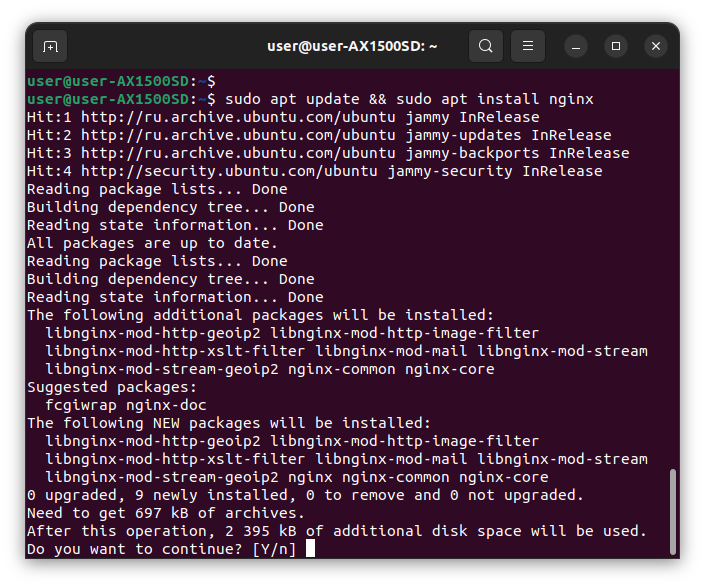 user@user-AX1500SD: ~
user@user-AX1500SD:~$
user@user-AX1500SD:~$ sudo apt update && sudo apt install nginx
Hit:1 http://ru.archive.ubuntu.com/ubuntu jammy InRelease
Hit:2 http://ru.archive.ubuntu.com/ubuntu jammy-updates InRelease
Hit:3 http://ru.archive.ubuntu.com/ubuntu jammy-backports InRelease
Hit:4 http://security.ubuntu.com/ubuntu jammy-security InRelease
Reading package lists... Done
Building dependency tree... Done
Reading state information... Done
All packages are up to date.
Reading package lists... Done
Building dependency tree... Done
Reading state information... Done
The following additional packages will be installed:
  libnginx-mod-http-geoip2 libnginx-mod-http-image-filter
  libnginx-mod-http-xslt-filter libnginx-mod-mail libnginx-mod-stream
  libnginx-mod-stream-geoip2 nginx-common nginx-core
Suggested packages:
  fcgiwrap nginx-doc
The following NEW packages will be installed:
  libnginx-mod-http-geoip2 libnginx-mod-http-image-filter
  libnginx-mod-http-xslt-filter libnginx-mod-mail libnginx-mod-stream
  libnginx-mod-stream-geoip2 nginx nginx-common nginx-core
0 upgraded, 9 newly installed, 0 to remove and 0 not upgraded.
Need to get 697 kB of archives.
After this operation, 2 395 kB of additional disk space will be used.
Do you want to continue? [Y/n]